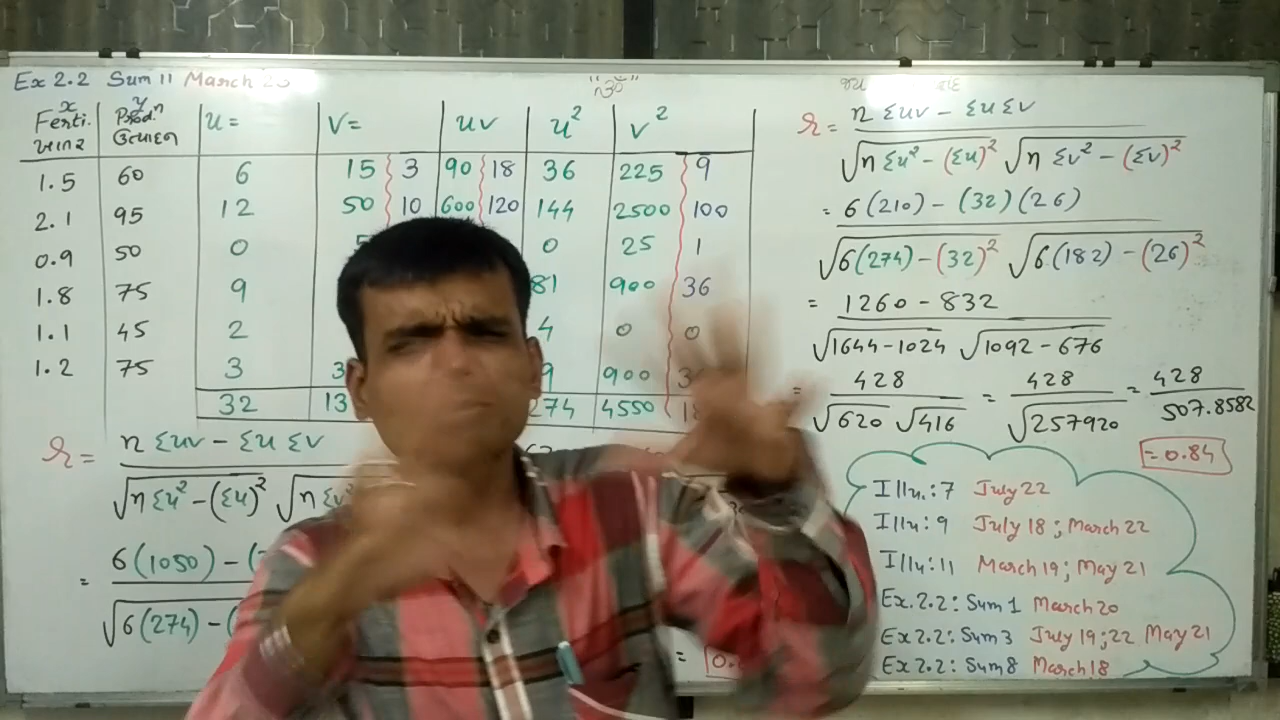 Ex 2.2 Sum 11 March
"ૐ"
જય
x y
Ferti. Prod.n u = v = uv u² v²
ખાતર ઉત્પાદન
1.5 60 6 15 3 90 18 36 225 9
2.1 95 12 50 10 600 120 144 2500 100
0.9 50 0 0 25 1
1.8 75 9 81 900 36
1.1 45 2 4 0 0
1.2 75 3 9 900
32 274 4550
r = n Σuv - Σu Σv
√n Σu² - (Σu)² √n Σv²
= 6(1050) - (
√6(274) - (
r = n Σuv - Σu Σv
√n Σu² - (Σu)² √n Σv² - (Σv)²
= 6(210) - (32)(26)
√6(274) - (32)² √6(182) - (26)²
= 1260 - 832
√1644-1024 √1092-676
= 428 = 428 = 428
√620 √416 √257920 507.8582
= 0.84
Illu: 7 July 22
Illu: 9 July 18; March 22
Illu: 11 March 19; May 21
Ex. 2.2: Sum 1 March 20
Ex 2.2: Sum 3 July 19; 22 May 21
Ex 2.2: Sum 8 March 18